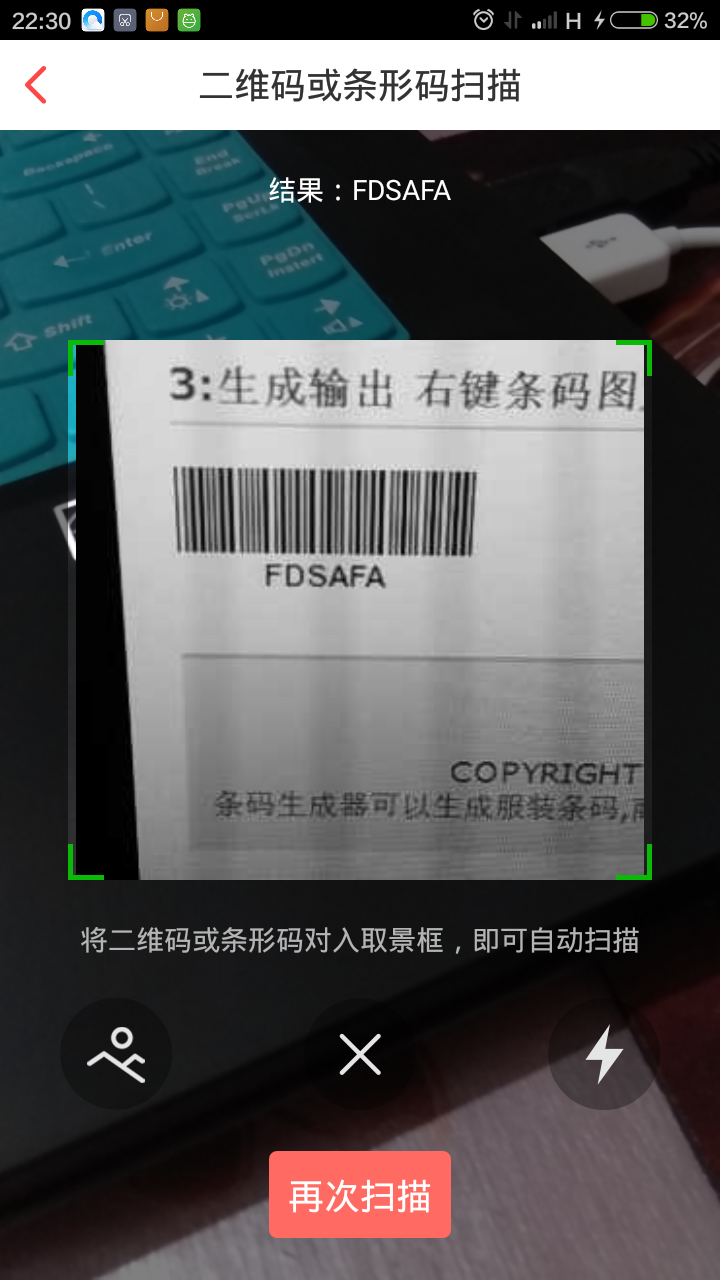 22:30
H
32%
二维码或条形码扫描
结果：FDSAFA
Backspace
End
Break
PgUp
ScrLk
Enter
PgDn
Insert
Shift
3:生成输出 右键条码图
FDSAFA
COPYRIGHT
条码生成器可以生成服装条码,商
将二维码或条形码对入取景框，即可自动扫描
再次扫描